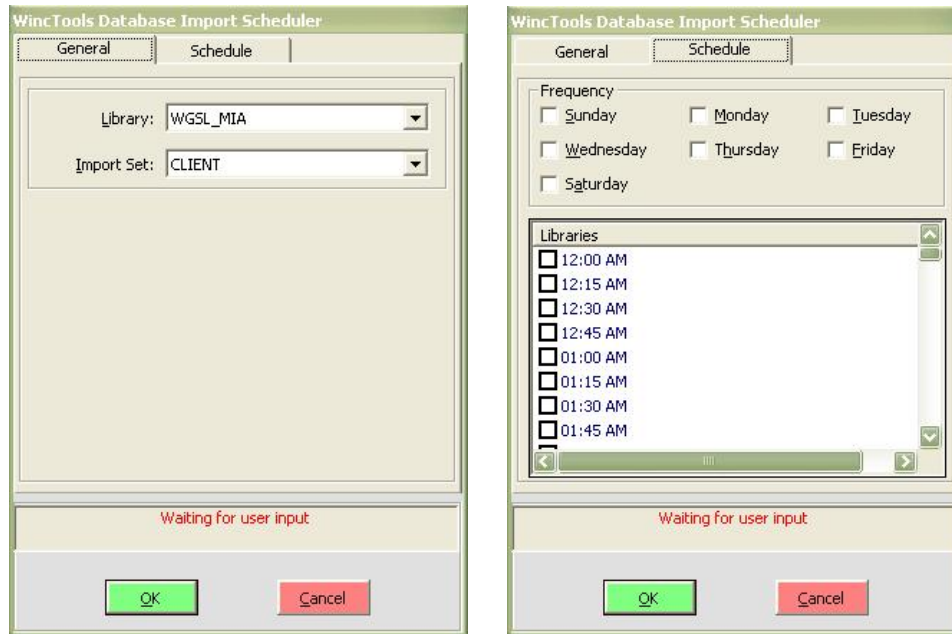 WincTools Database Import Scheduler
General Schedule
Library: WGSL_MIA
Import Set: CLIENT
Waiting for user input
OK Cancel
WincTools Database Import Scheduler
General Schedule
Frequency
Sunday Monday Tuesday
Wednesday Thursday Friday
Saturday
Libraries
12:00 AM
12:15 AM
12:30 AM
12:45 AM
01:00 AM
01:15 AM
01:30 AM
01:45 AM
Waiting for user input
OK Cancel